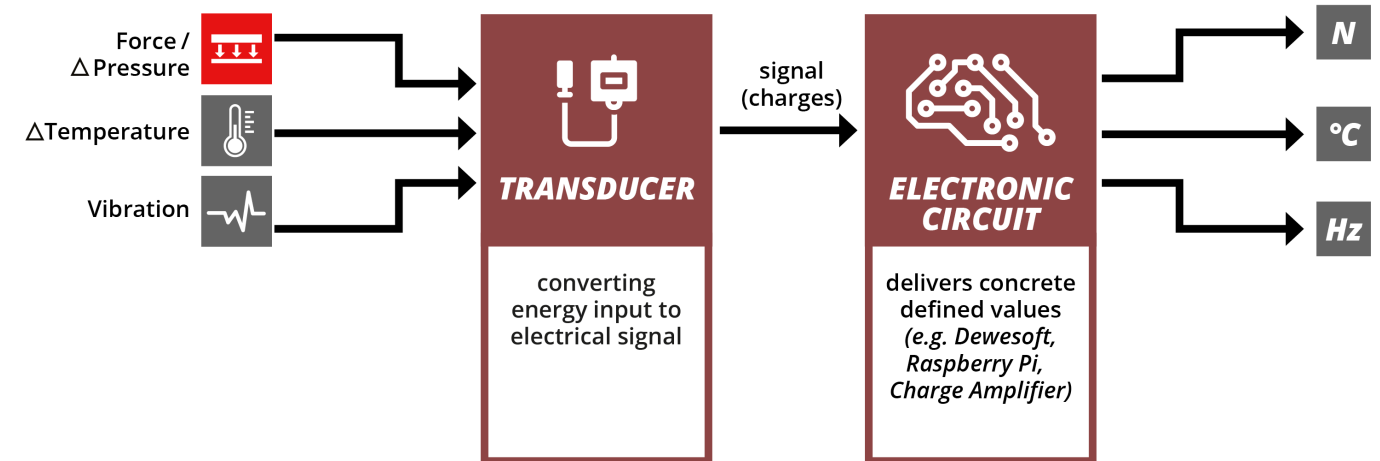 Force /
△ Pressure
△Temperature
Vibration
TRANSDUCER
converting
energy input to
electrical signal
signal
(charges)
ELECTRONIC
CIRCUIT
delivers concrete
defined values
(e.g. Dewesoft,
Raspberry Pi,
Charge Amplifier)
N
°C
Hz